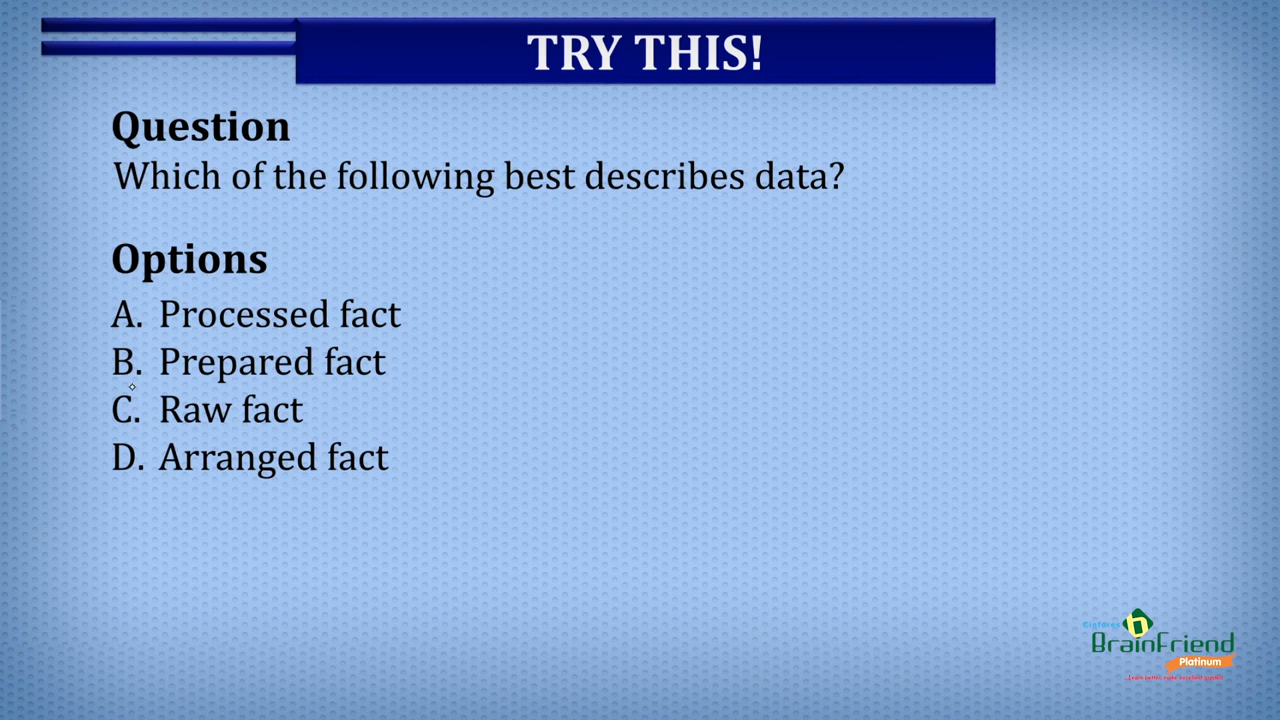 TRY THIS!
Question
Which of the following best describes data?
Options
A. Processed fact
B. Prepared fact
C. Raw fact
D. Arranged fact
Cinfores
BrainFriend
Platinum